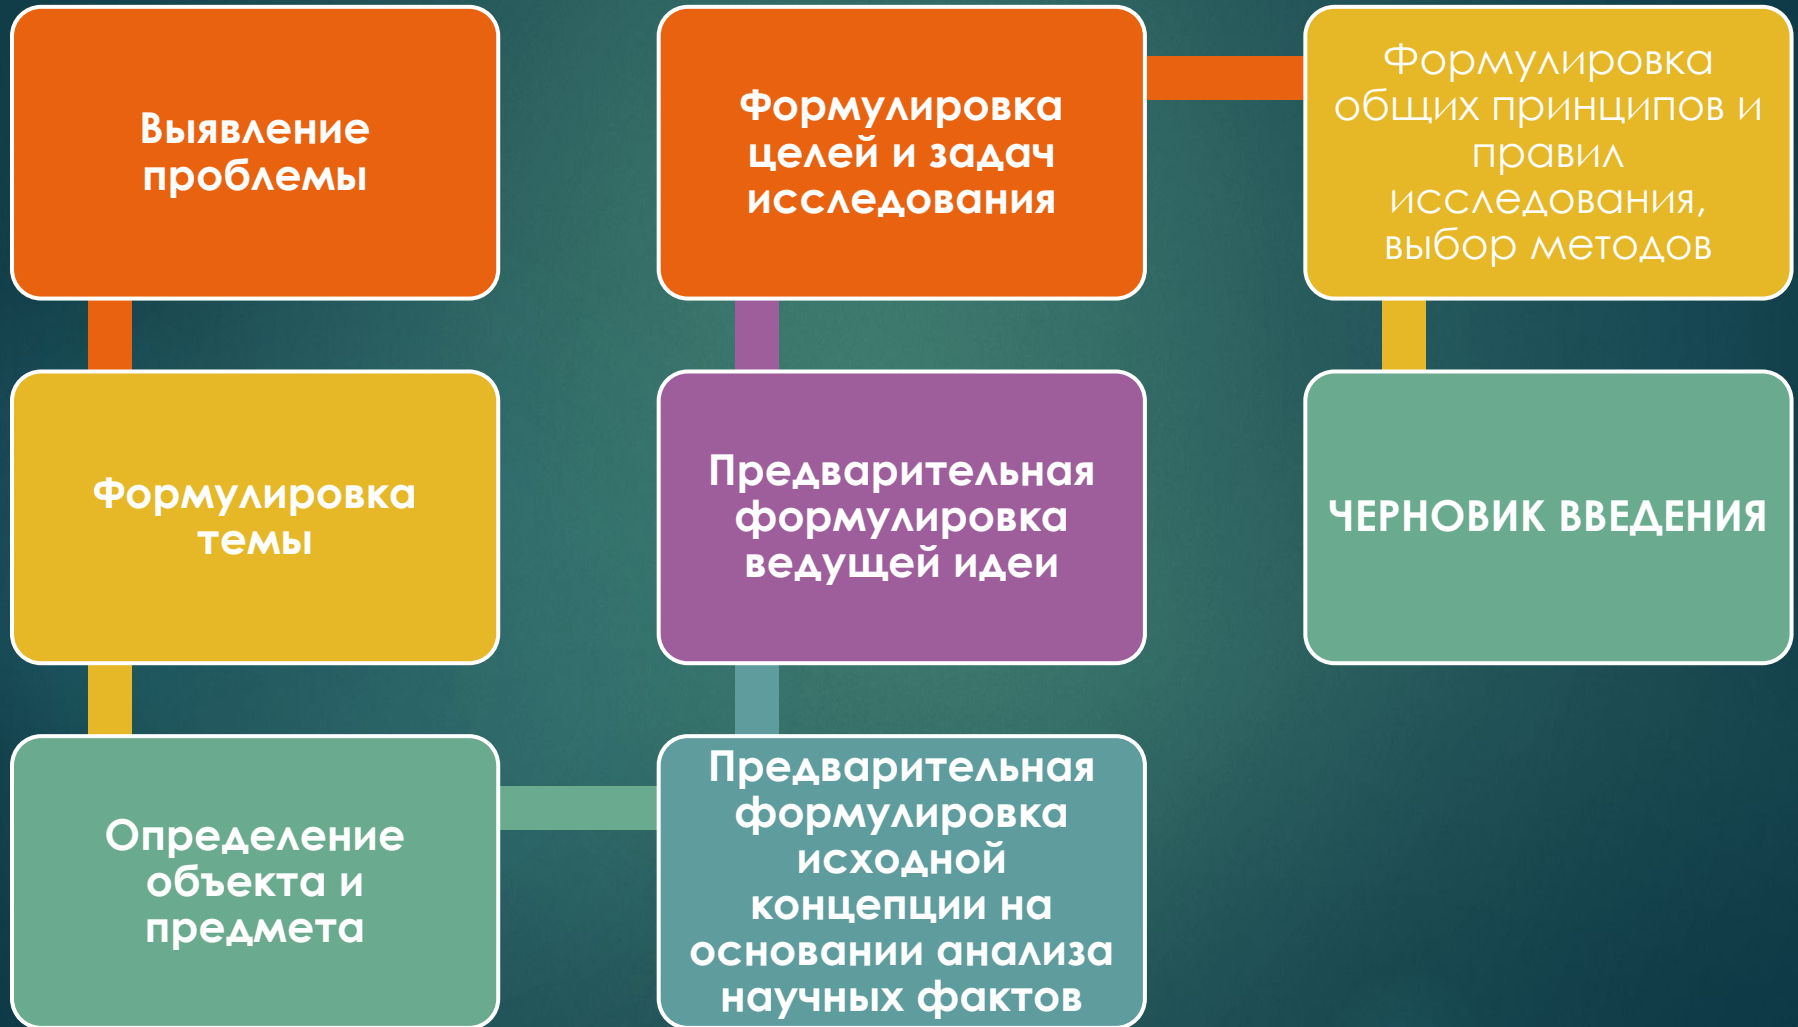 Выявление
проблемы
Формулировка
темы
Определение
объекта и
предмета
Предварительная
формулировка
исходной
концепции на
основании анализа
научных фактов
Предварительная
формулировка
ведущей идеи
Формулировка
целей и задач
исследования
Формулировка
общих принципов и
правил
исследования,
выбор методов
ЧЕРНОВИК ВВЕДЕНИЯ